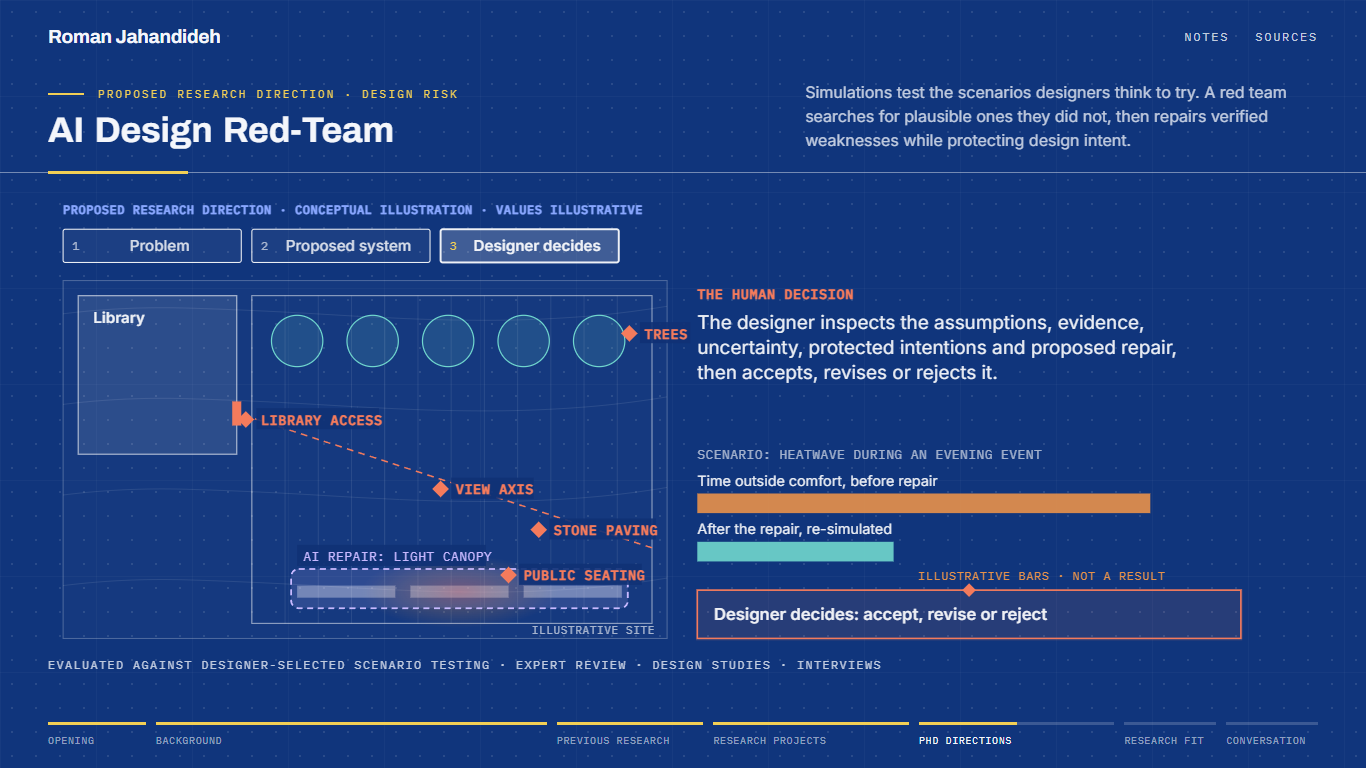 Roman Jahandideh
NOTES
SOURCES
PROPOSED RESEARCH DIRECTION · DESIGN RISK
AI Design Red-Team
Simulations test the scenarios designers think to try. A red team
searches for plausible ones they did not, then repairs verified
weaknesses while protecting design intent.
PROPOSED RESEARCH DIRECTION · CONCEPTUAL ILLUSTRATION · VALUES ILLUSTRATIVE
1 Problem
2 Proposed system
3 Designer decides
Library
TREES
LIBRARY ACCESS
VIEW AXIS
STONE PAVING
AI REPAIR: LIGHT CANOPY
PUBLIC SEATING
ILLUSTRATIVE SITE
THE HUMAN DECISION
The designer inspects the assumptions, evidence,
uncertainty, protected intentions and proposed repair,
then accepts, revises or rejects it.
SCENARIO: HEATWAVE DURING AN EVENING EVENT
Time outside comfort, before repair
After the repair, re-simulated
ILLUSTRATIVE BARS · NOT A RESULT
Designer decides: accept, revise or reject
EVALUATED AGAINST DESIGNER-SELECTED SCENARIO TESTING · EXPERT REVIEW · DESIGN STUDIES · INTERVIEWS
OPENING
BACKGROUND
PREVIOUS RESEARCH
RESEARCH PROJECTS
PHD DIRECTIONS
RESEARCH FIT
CONVERSATION